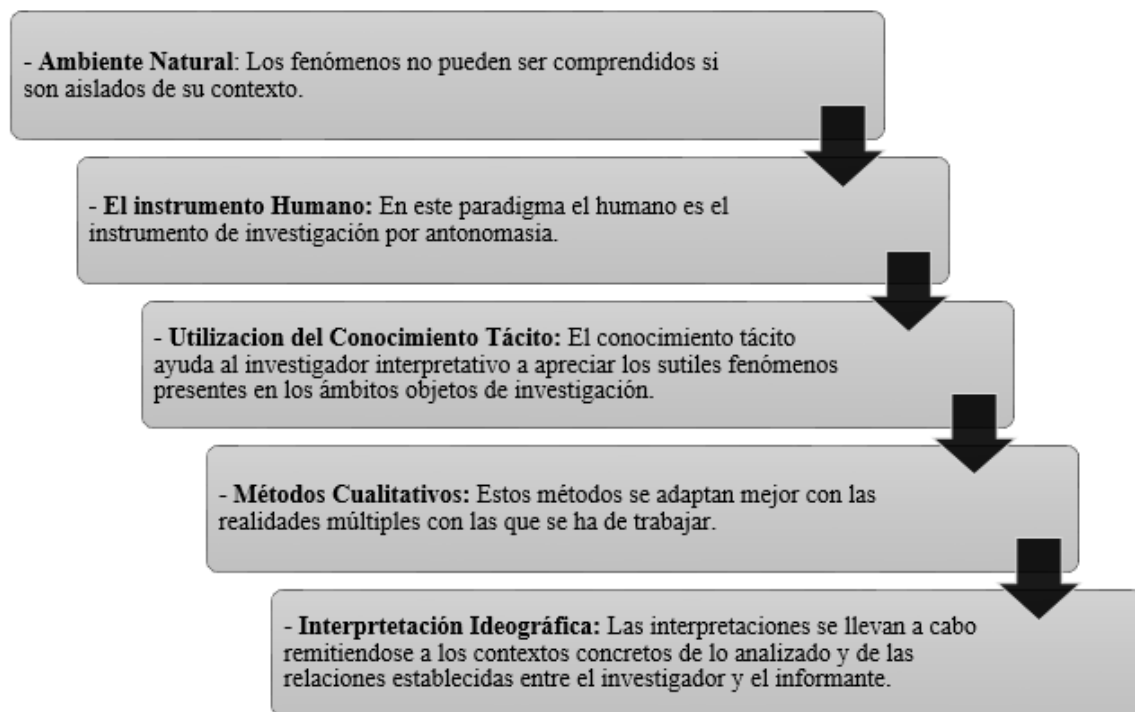 - Ambiente Natural: Los fenómenos no pueden ser comprendidos si
son aislados de su contexto.
- El instrumento Humano: En este paradigma el humano es el
instrumento de investigación por antonomasia.
- Utilizacion del Conocimiento Tácito: El conocimiento tácito
ayuda al investigador interpretativo a apreciar los sutiles fenómenos
presentes en los ámbitos objetos de investigación.
- Métodos Cualitativos: Estos métodos se adaptan mejor con las
realidades múltiples con las que se ha de trabajar.
- Interprtetación Ideográfica: Las interpretaciones se llevan a cabo
remitiendose a los contextos concretos de lo analizado y de las
relaciones establecidas entre el investigador y el informante.